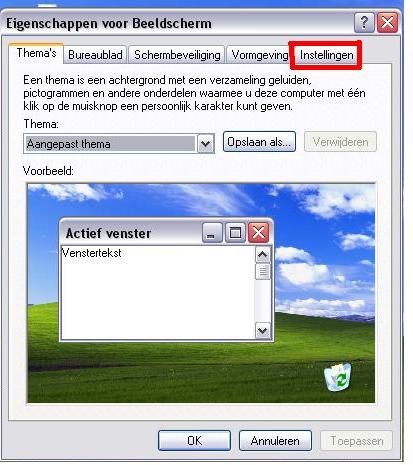 Eigenschappen voor Beeldscherm
Thema's Bureaublad Schermbeveiliging Vormgeving Instellingen
Een thema is een achtergrond met een verzameling geluiden,
pictogrammen en andere onderdelen waarmee u deze computer met één
klik op de muisknop een persoonlijk karakter kunt geven.
Thema:
Aangepast thema Opslaan als... Verwijderen
Voorbeeld:
Actief venster
Venstertekst
OK Annuleren Toepassen